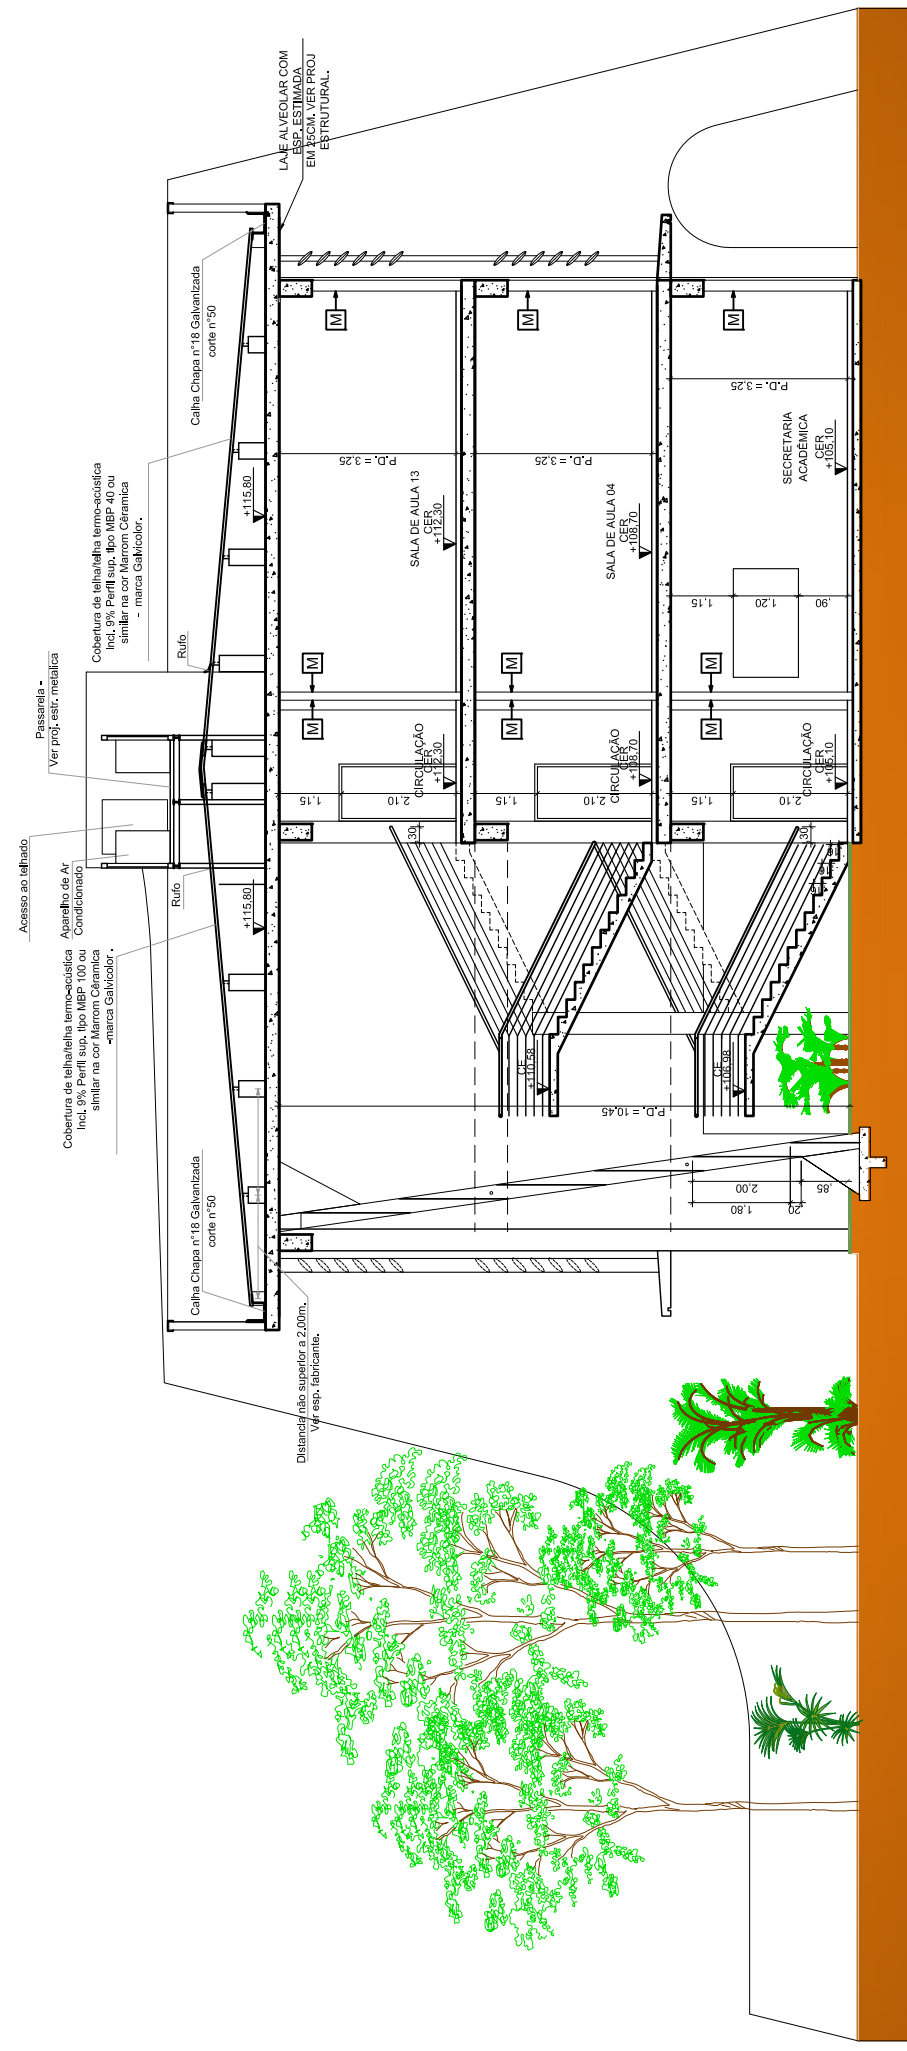 Acesso ao telhado
Passarela -
Ver proj. estr. metalica
Aparelho de Ar
Condicionado
Rufo
Rufo
Cobertura de telha/telha termo-acústica
Incl. 9% Perfil sup. tipo MBP 100 ou
similar na cor Marrom Cêramica
-marca Galvicolor.
Cobertura de telha/telha termo-acústica
Incl. 9% Perfil sup. tipo MBP 40 ou
similar na cor Marrom Cêramica
- marca Galvicolor.
Calha Chapa n°18 Galvanizada
corte n°50
Calha Chapa n°18 Galvanizada
corte n°50
LAJE ALVEOLAR COM
ESP. ESTIMADA
EM 25CM. VER PROJ
ESTRUTURAL.
+115,80
+115,80
Distancia não superior a 2.00m.
Ver esp. fabricante.
P.D. = 3,25
SALA DE AULA 13
CER
+112,30
CIRCULAÇÃO
CER
+112,30
1,15
2,10
M
M
M
P.D. = 3,25
SALA DE AULA 04
CER
+108,70
CIRCULAÇÃO
CER
+108,70
1,15
2,10
M
M
M
P.D. = 3,25
SECRETARIA
ACADÊMICA
CER
+105,10
CIRCULAÇÃO
CER
+105,10
1,15
2,10
1,15
1,20
,90
M
M
M
,30
,30
CE
+110,58
CE
+106,98
P.D. = 10,45
2,00
1,80
,20
,85